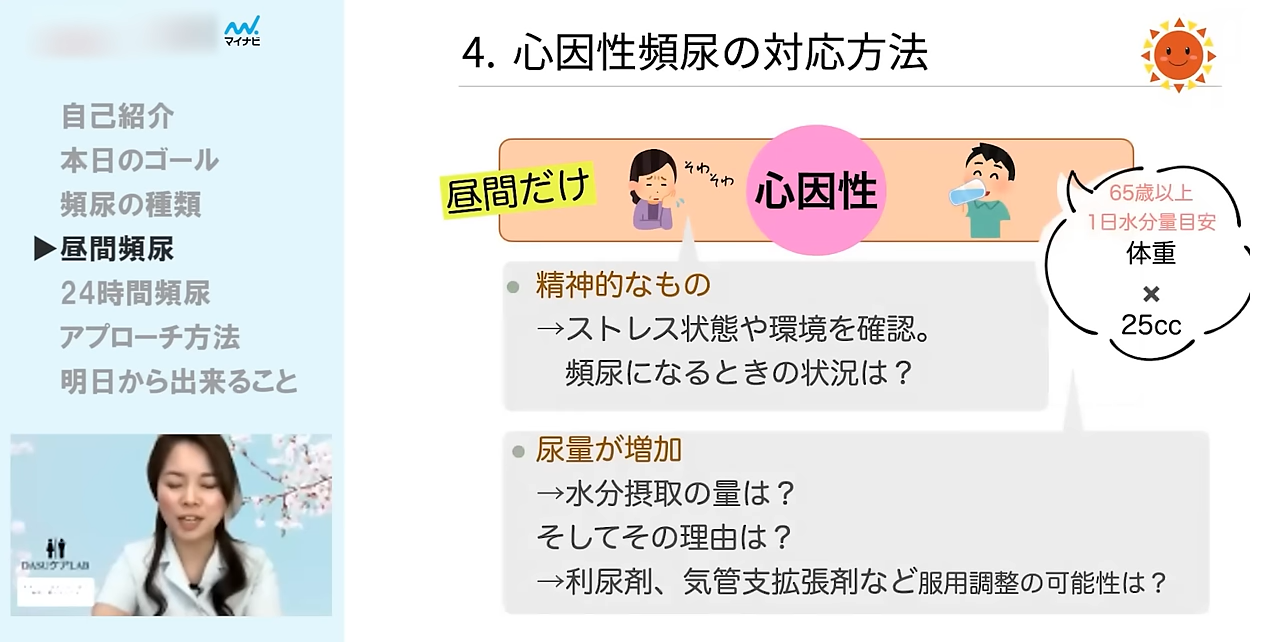 マイナビ
自己紹介
本日のゴール
頻尿の種類
▶昼間頻尿
24時間頻尿
アプローチ方法
明日から出来ること
DASUケアLAB
4. 心因性頻尿の対応方法
昼間だけ
そわ
そわ
心因性
65歳以上
1日水分量目安
体重
×
25cc
● 精神的なもの
→ストレス状態や環境を確認。
頻尿になるときの状況は？
● 尿量が増加
→水分摂取の量は？
そしてその理由は？
→利尿剤、気管支拡張剤など服用調整の可能性は？